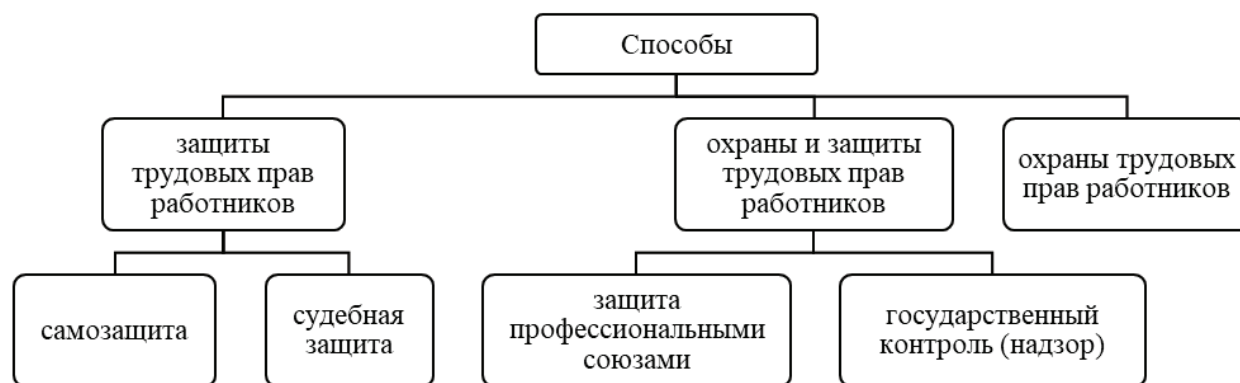 Способы
защиты
трудовых прав
работников
охраны и защиты
трудовых прав
работников
охраны трудовых
прав работников
самозащита
судебная
защита
защита
профессиональными
союзами
государственный
контроль (надзор)